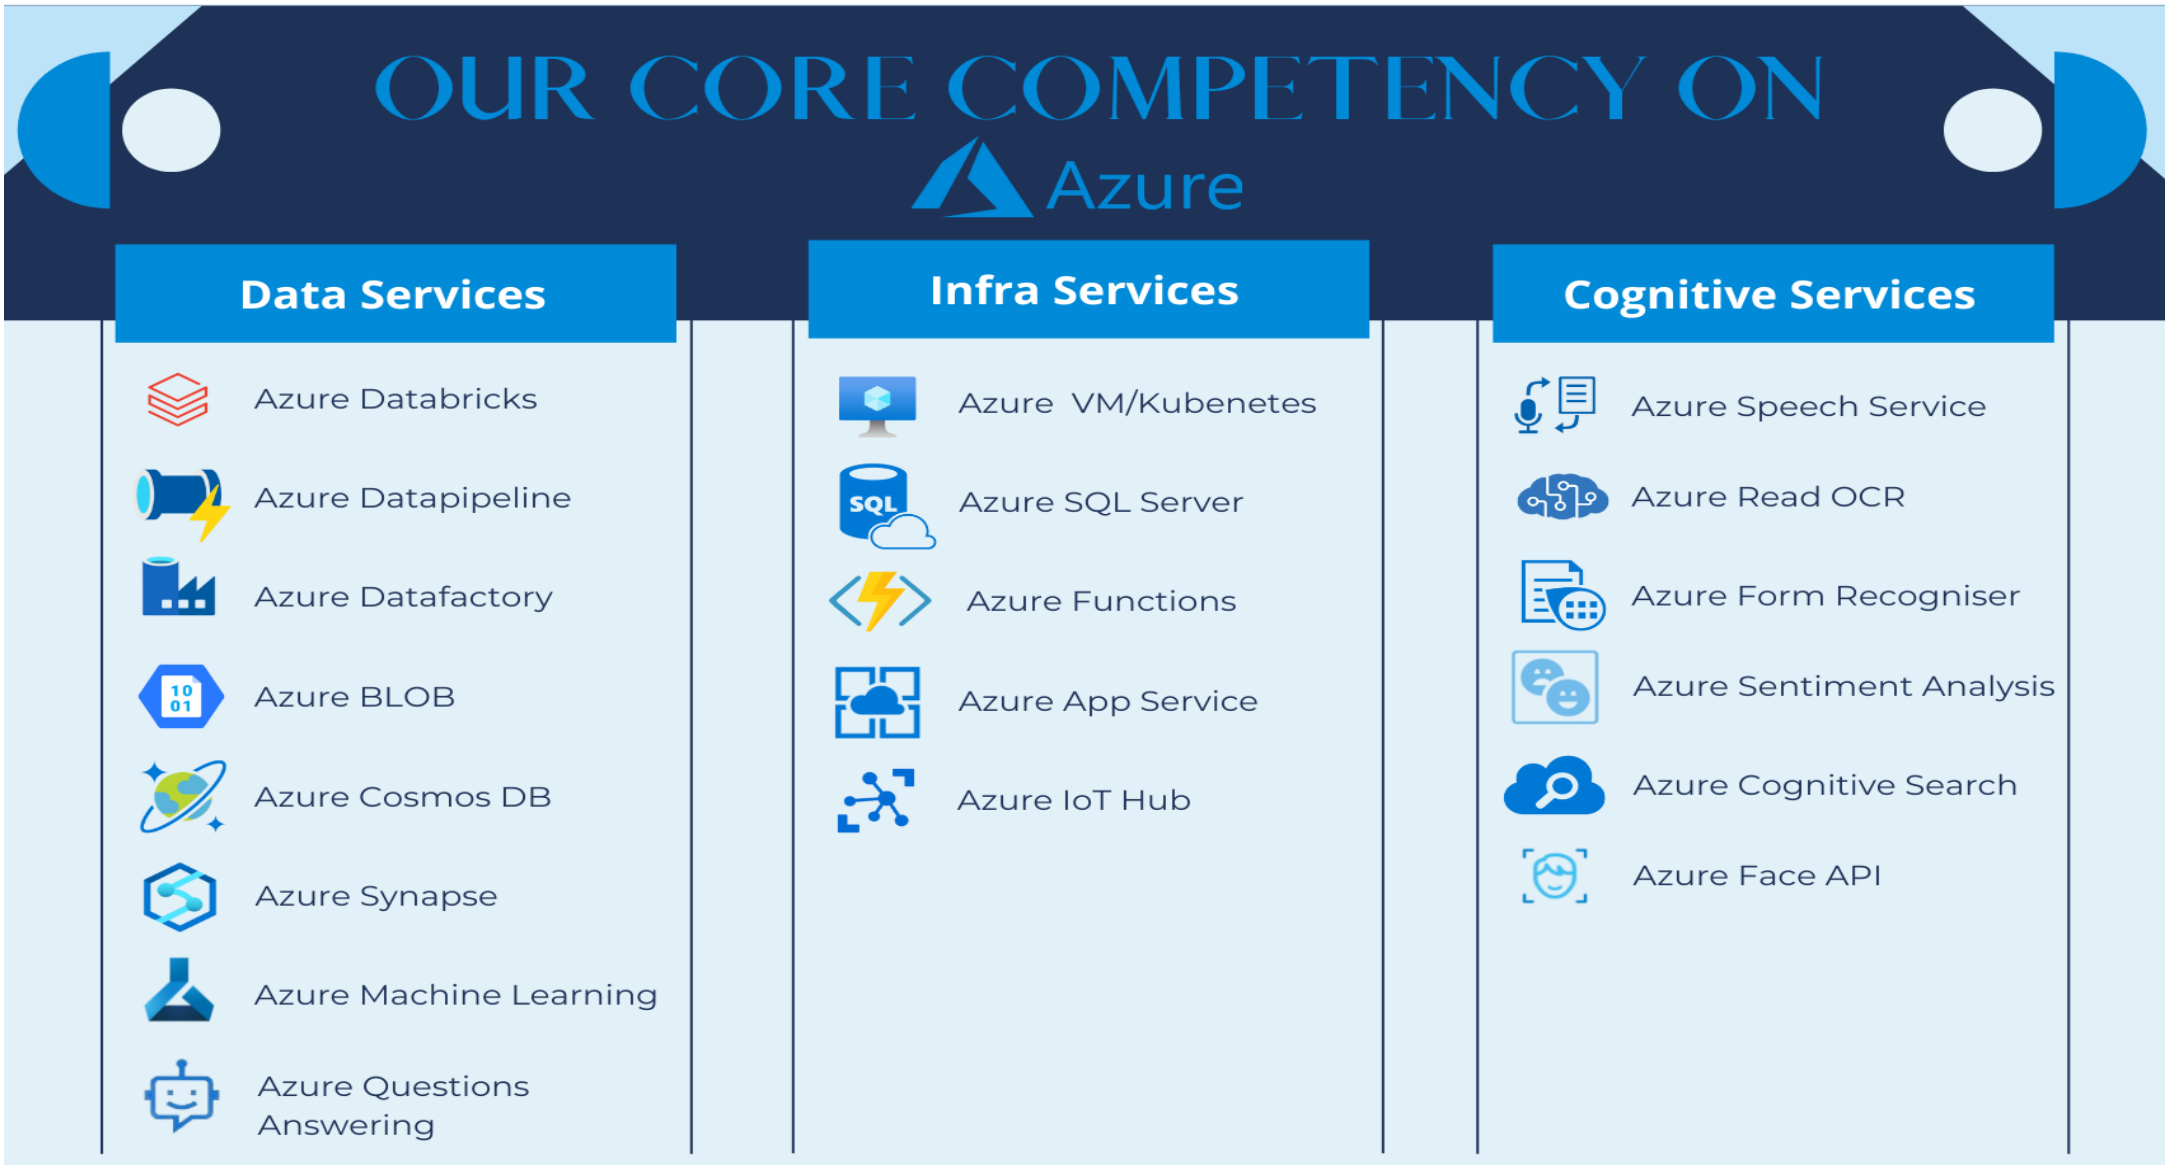 OUR CORE COMPETENCY ON
Azure
Data Services
Azure Databricks
Azure Datapipeline
Azure Datafactory
10
01
Azure BLOB
Azure Cosmos DB
Azure Synapse
Azure Machine Learning
Azure Questions
Answering
Infra Services
Azure VM/Kubenetes
SQL
Azure SQL Server
Azure Functions
Azure App Service
Azure IoT Hub
Cognitive Services
Azure Speech Service
Azure Read OCR
Azure Form Recogniser
Azure Sentiment Analysis
Azure Cognitive Search
Azure Face API